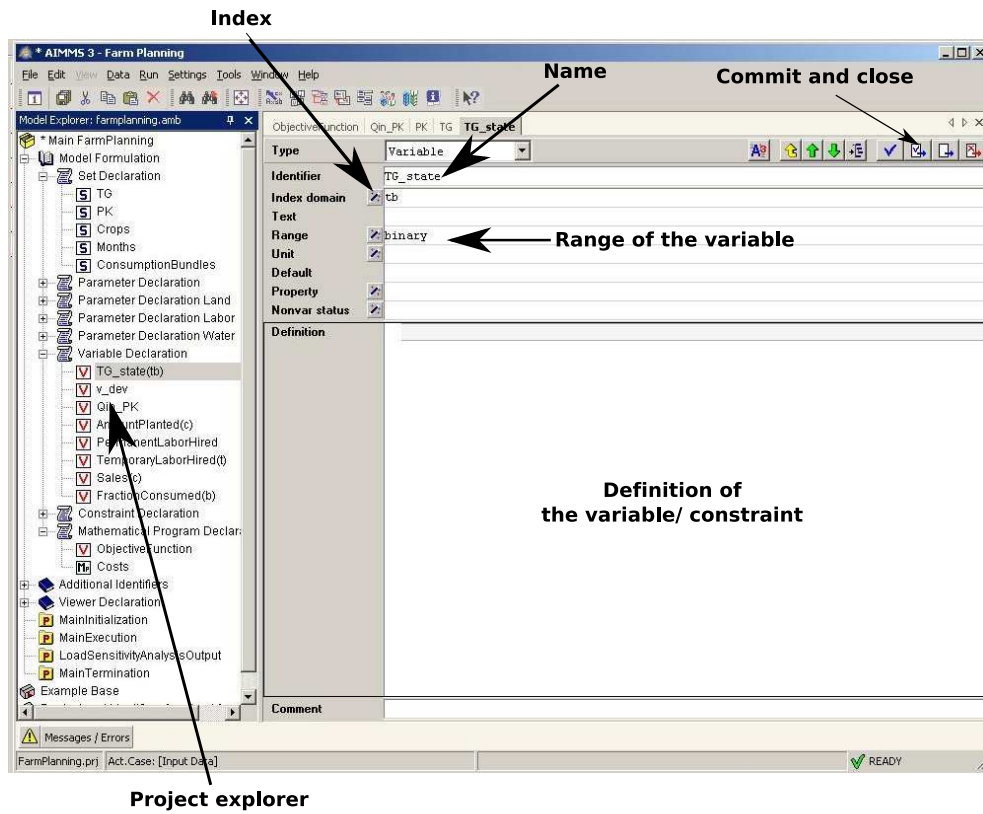 Index
* AIMMS 3 - Farm Planning
File Edit View Data Run Settings Tools Window Help
Name
Commit and close
Model Explorer: farmplanning.amb
ObjectiveFunction Qin_PK PK TG TG_state
* Main FarmPlanning
Model Formulation
Set Declaration
S TG
S PK
S Crops
S Months
S ConsumptionBundles
Parameter Declaration
Parameter Declaration Land
Parameter Declaration Labor
Parameter Declaration Water
Variable Declaration
V TG_state(tb)
V v_dev
V Qin_PK
V AmountPlanted(c)
V PermanentLaborHired
V TemporaryLaborHired(t)
V Sales(c)
V FractionConsumed(b)
Constraint Declaration
Mathematical Program Declar
V ObjectiveFunction
Costs
Additional Identifiers
Viewer Declaration
P MainInitialization
P MainExecution
P LoadSensitivityAnalysisOutput
P MainTermination
Example Base
Type Variable
Identifier TG_state
Index domain tb
Text
Range binary
Range of the variable
Unit
Default
Property
Nonvar status
Definition
Definition of
the variable/ constraint
Comment
Messages / Errors
FarmPlanning.prj Act.Case: [Input Data] READY
Project explorer